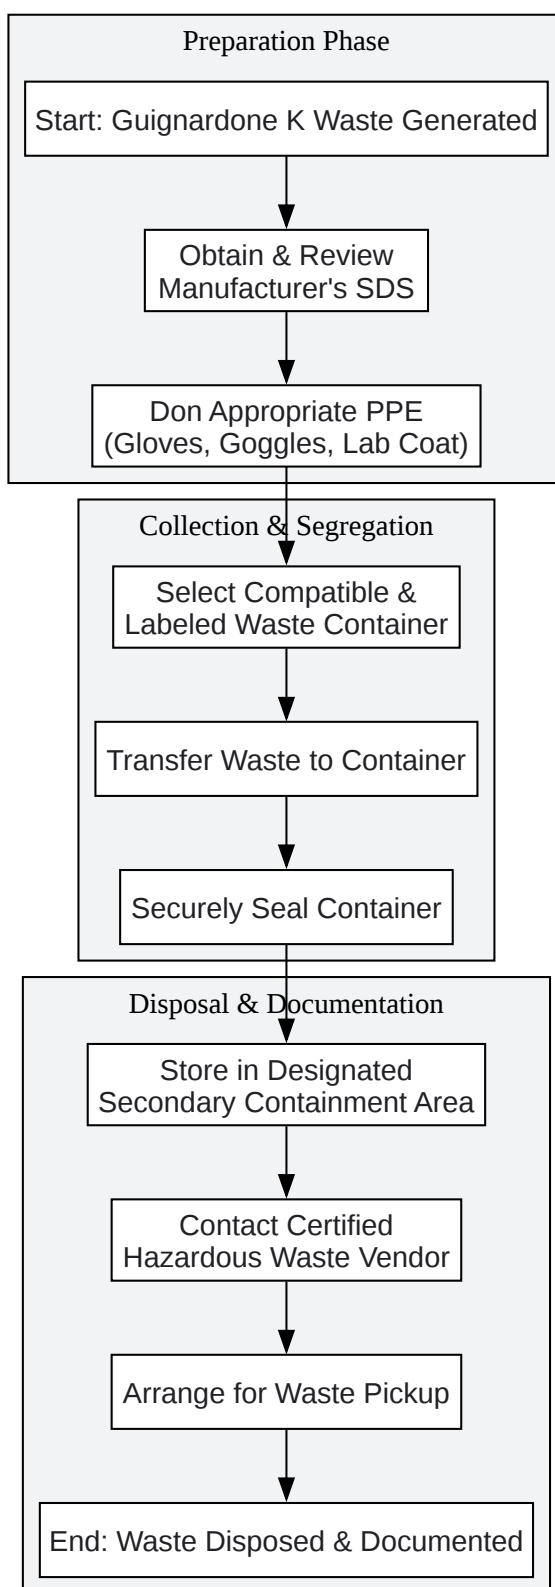 Preparation Phase
Start: Guignardone K Waste Generated
Obtain & Review
Manufacturer's SDS
Don Appropriate PPE
(Gloves, Goggles, Lab Coat)
Collection & Segregation
Select Compatible &
Labeled Waste Container
Transfer Waste to Container
Securely Seal Container
Disposal & Documentation
Store in Designated
Secondary Containment Area
Contact Certified
Hazardous Waste Vendor
Arrange for Waste Pickup
End: Waste Disposed & Documented